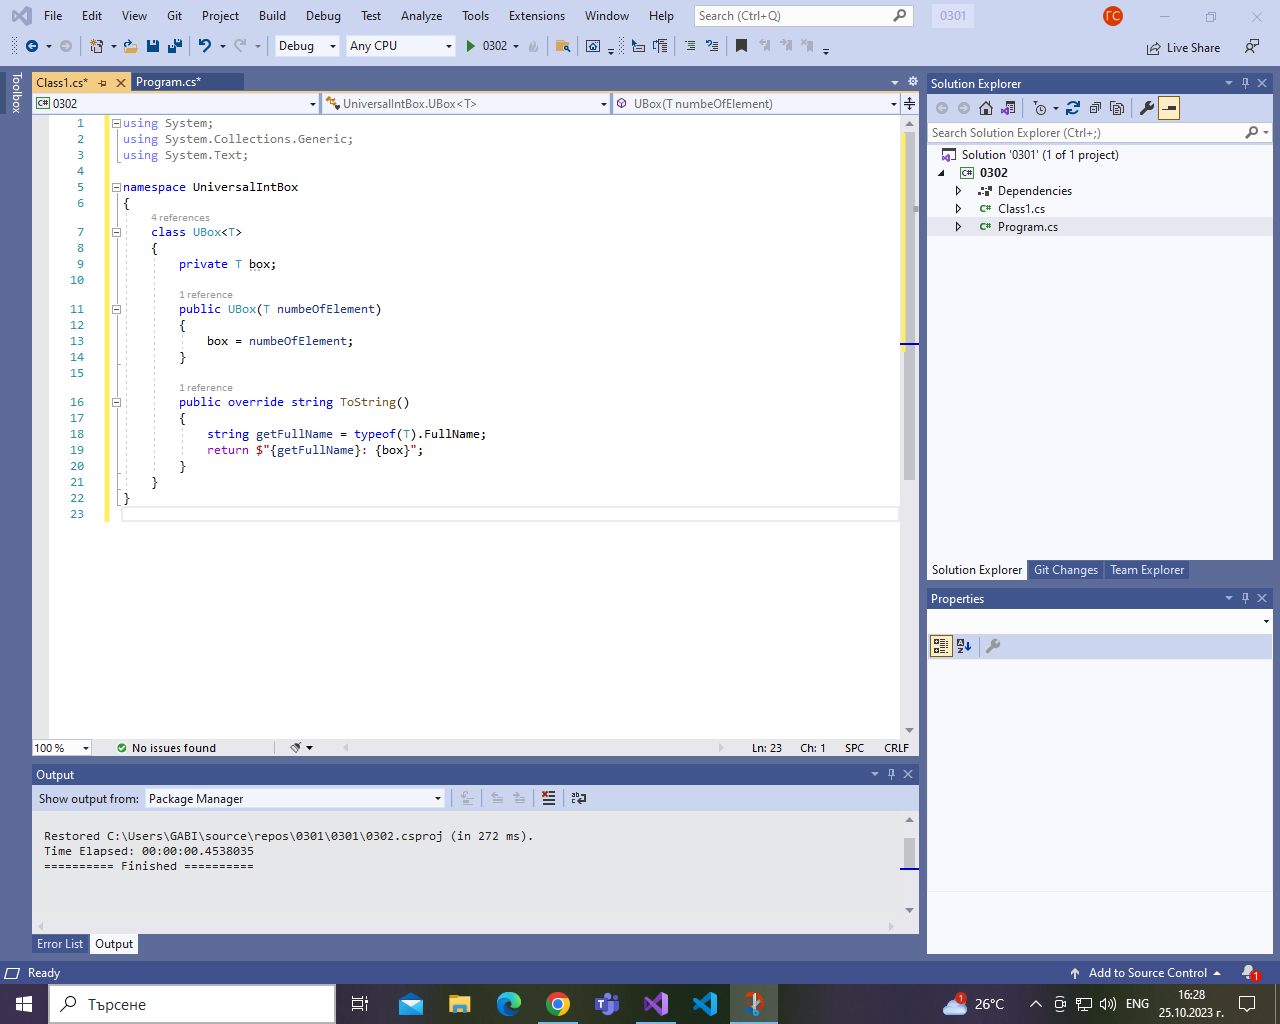 File Edit View Git Project Build Debug Test Analyze Tools Extensions Window Help Search (Ctrl+Q) 0301 ГС
Debug Any CPU 0302 Live Share
Toolbox
Class1.cs* Program.cs*
C# 0302 UniversalIntBox.UBox<T> UBox(T numbeOfElement)
1 using System;
2 using System.Collections.Generic;
3 using System.Text;
4
5 namespace UniversalIntBox
6 {
4 references
7 class UBox<T>
8 {
9 private T box;
10
1 reference
11 public UBox(T numbeOfElement)
12 {
13 box = numbeOfElement;
14 }
15
1 reference
16 public override string ToString()
17 {
18 string getFullName = typeof(T).FullName;
19 return $"{getFullName}: {box}";
20 }
21 }
22 }
23
100 % No issues found Ln: 23 Ch: 1 SPC CRLF
Output
Show output from: Package Manager
Restored C:\Users\GABI\source\repos\0301\0301\0302.csproj (in 272 ms).
Time Elapsed: 00:00:00.4538035
========== Finished ==========
Error List Output
Solution Explorer
Search Solution Explorer (Ctrl+;)
Solution '0301' (1 of 1 project)
C# 0302
Dependencies
C# Class1.cs
C# Program.cs
Solution Explorer Git Changes Team Explorer
Properties
Ready Add to Source Control 1
Търсене 1 26°C ENG 16:28
25.10.2023 г.